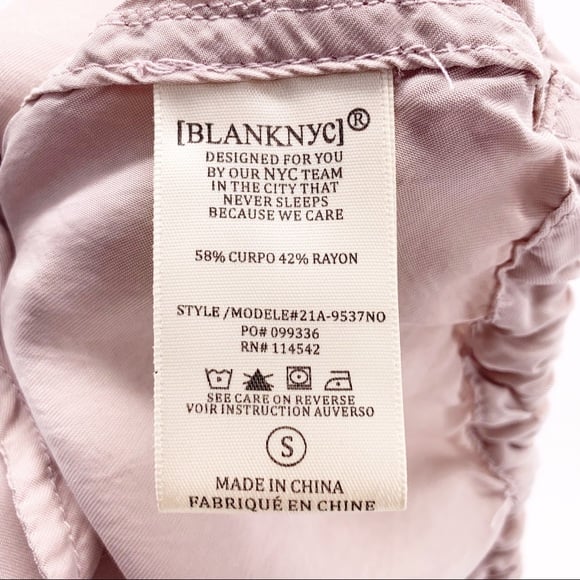 [BLANKNYC]®
DESIGNED FOR YOU
BY OUR NYC TEAM
IN THE CITY THAT
NEVER SLEEPS
BECAUSE WE CARE
58% CURPO 42% RAYON
STYLE/MODELE#21A-9537NO
PO# 099336
RN# 114542
SEE CARE ON REVERSE
VOIR INSTRUCTION AUVERSO
S
MADE IN CHINA
FABRIQUÉ EN CHINE